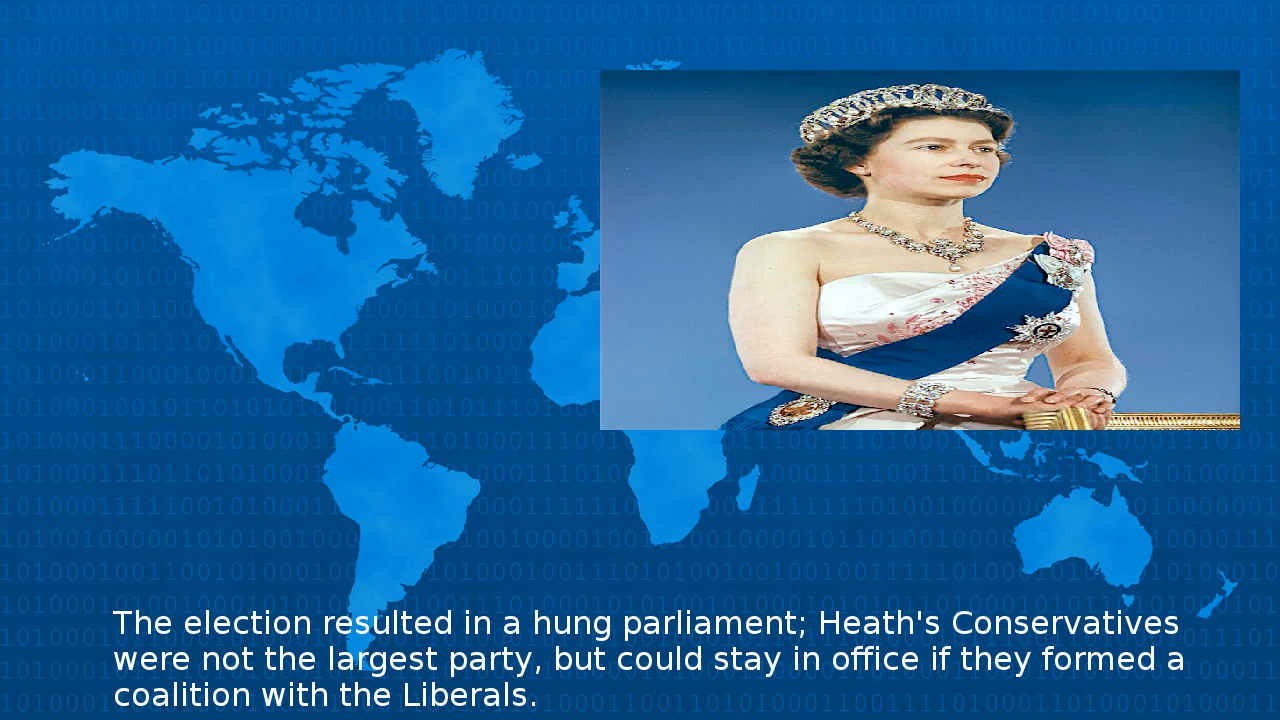 The election resulted in a hung parliament; Heath's Conservatives
were not the largest party, but could stay in office if they formed a
coalition with the Liberals.